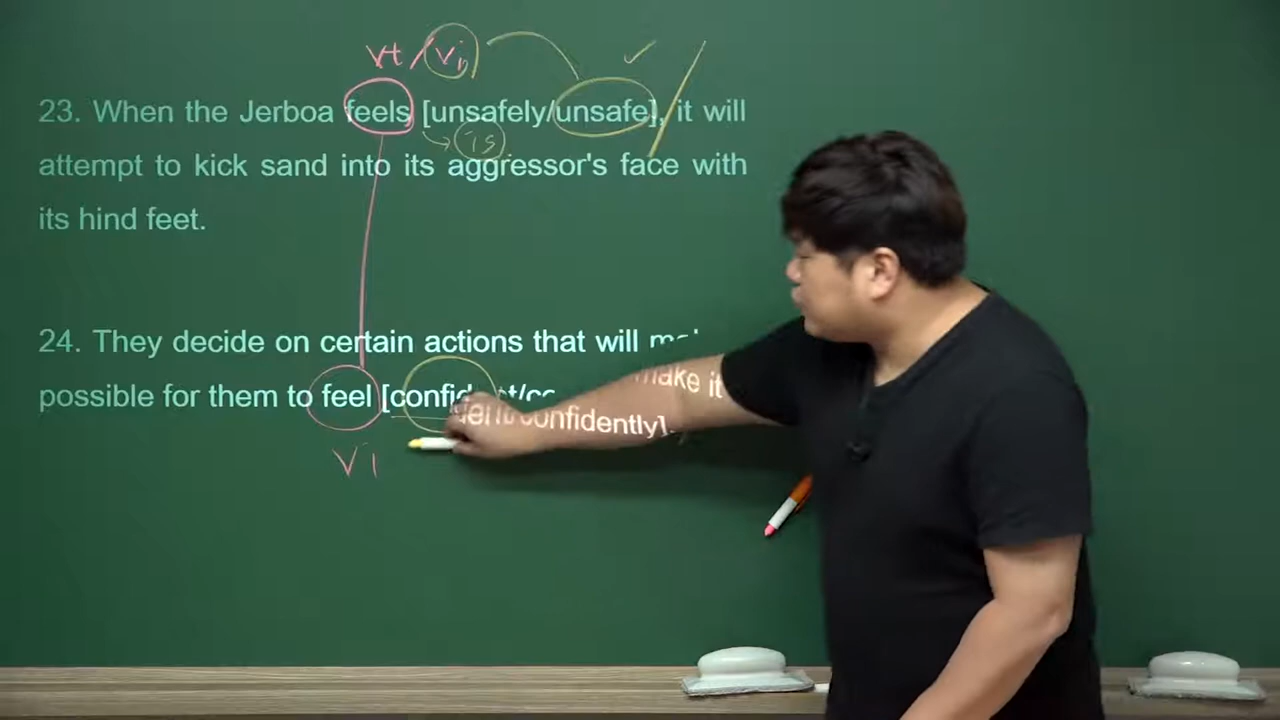 vt / vi
23. When the Jerboa feels [unsafely/unsafe], it will
is
attempt to kick sand into its aggressor's face with
its hind feet.
24. They decide on certain actions that will make it
possible for them to feel [confident/confidently].
vi